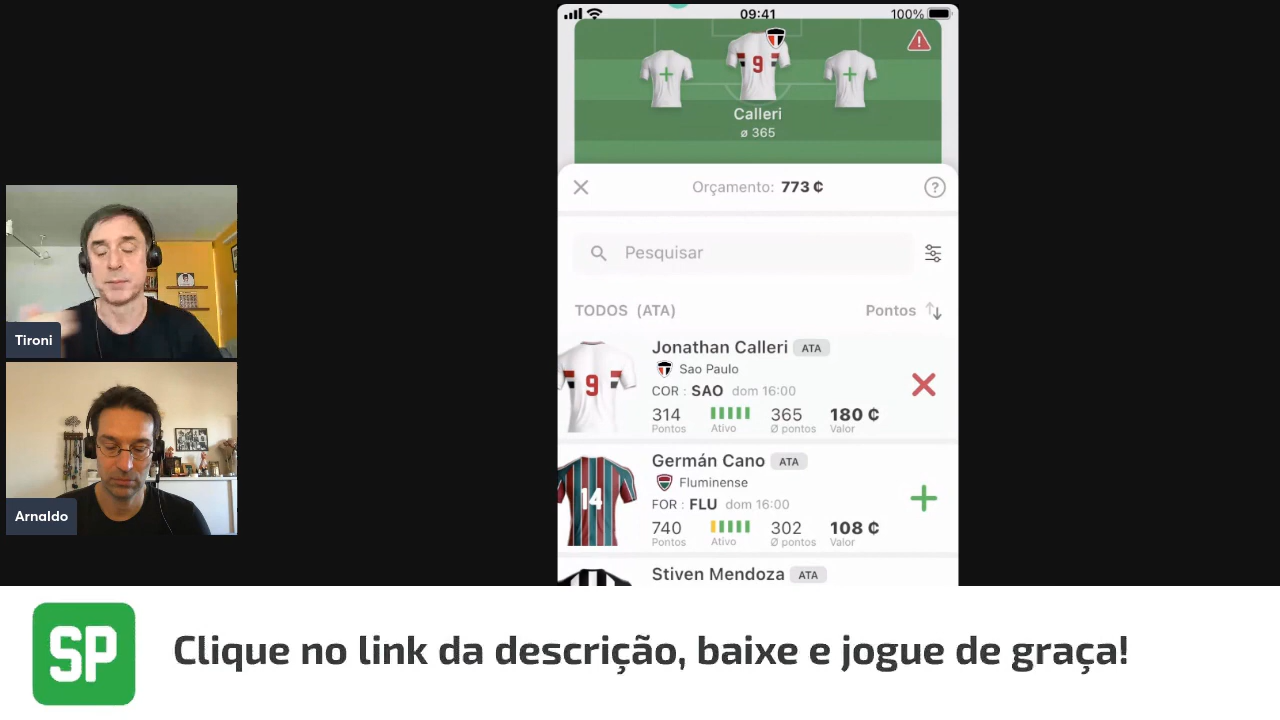 09:41
100%
9
Calleri
ø 365
Orçamento: 773 ₵
?
Pesquisar
TODOS (ATA)
Pontos
9
Jonathan Calleri ATA
Sao Paulo
COR : SAO dom 16:00
314 365 180 ₵
Pontos Ativo Ø pontos Valor
14
Germán Cano ATA
Fluminense
FOR : FLU dom 16:00
740 302 108 ₵
Pontos Ativo Ø pontos Valor
Stiven Mendoza ATA
Tironi
Arnaldo
SP
Clique no link da descrição, baixe e jogue de graça!